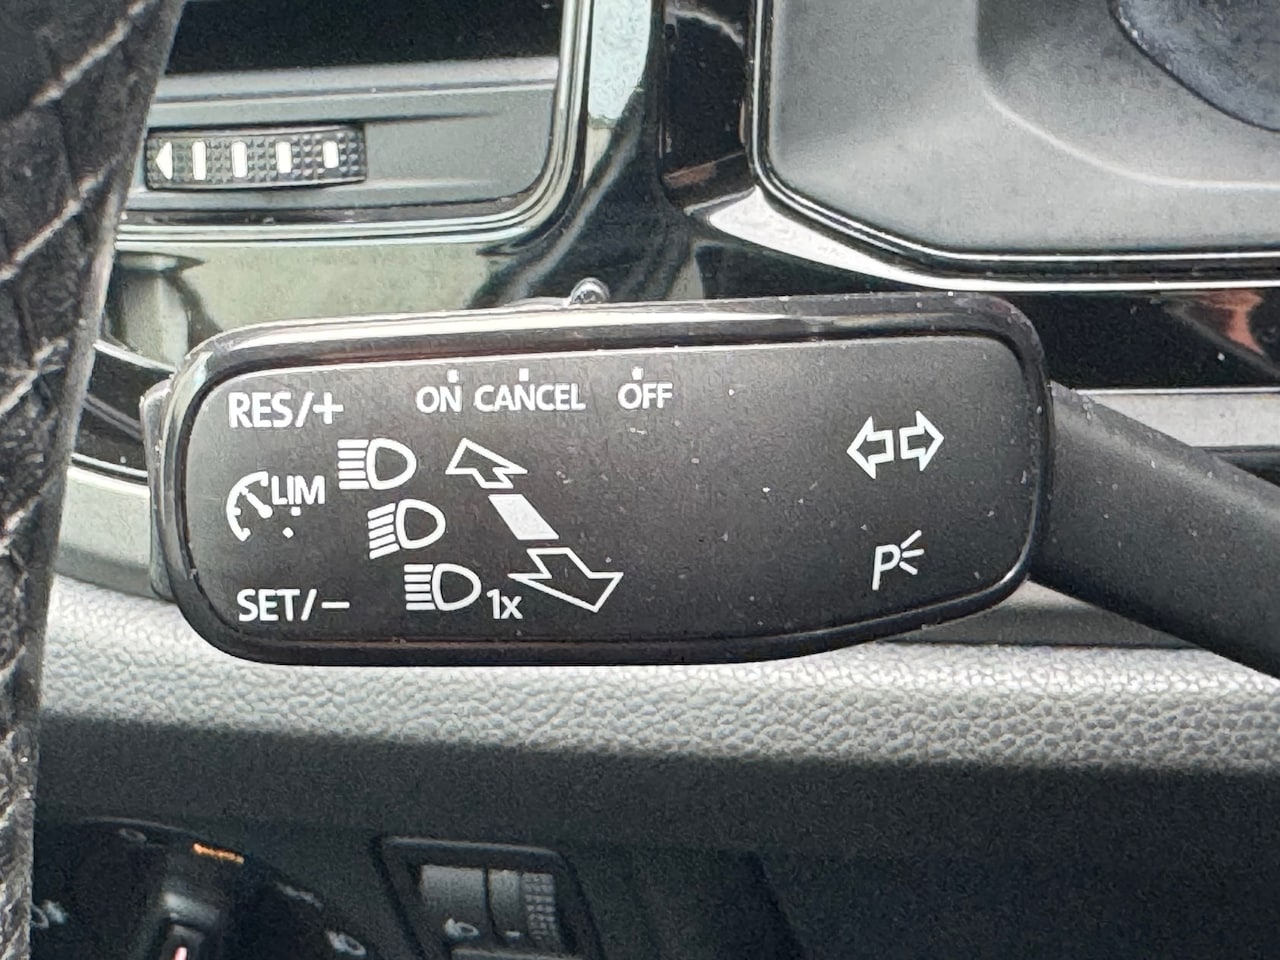 RES/+ ON CANCEL OFF
LIM
SET/– 1x
P